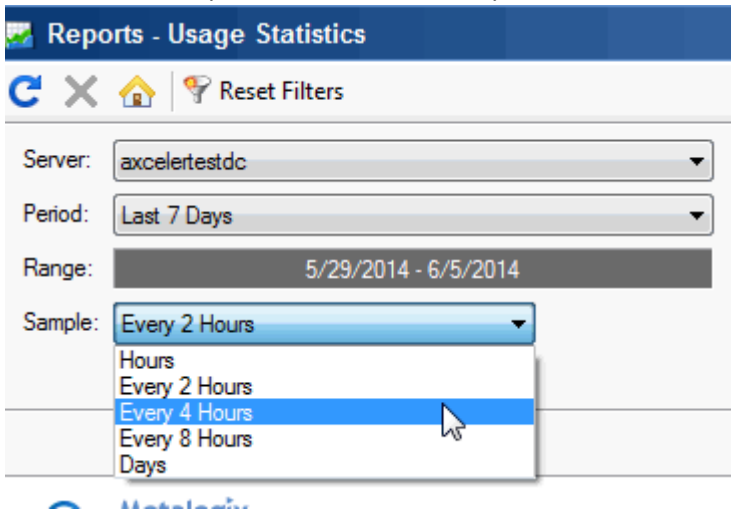 Reports - Usage Statistics
Reset Filters
Server: axcelertestdc
Period: Last 7 Days
Range: 5/29/2014 - 6/5/2014
Sample: Every 2 Hours
Hours
Every 2 Hours
Every 4 Hours
Every 8 Hours
Days